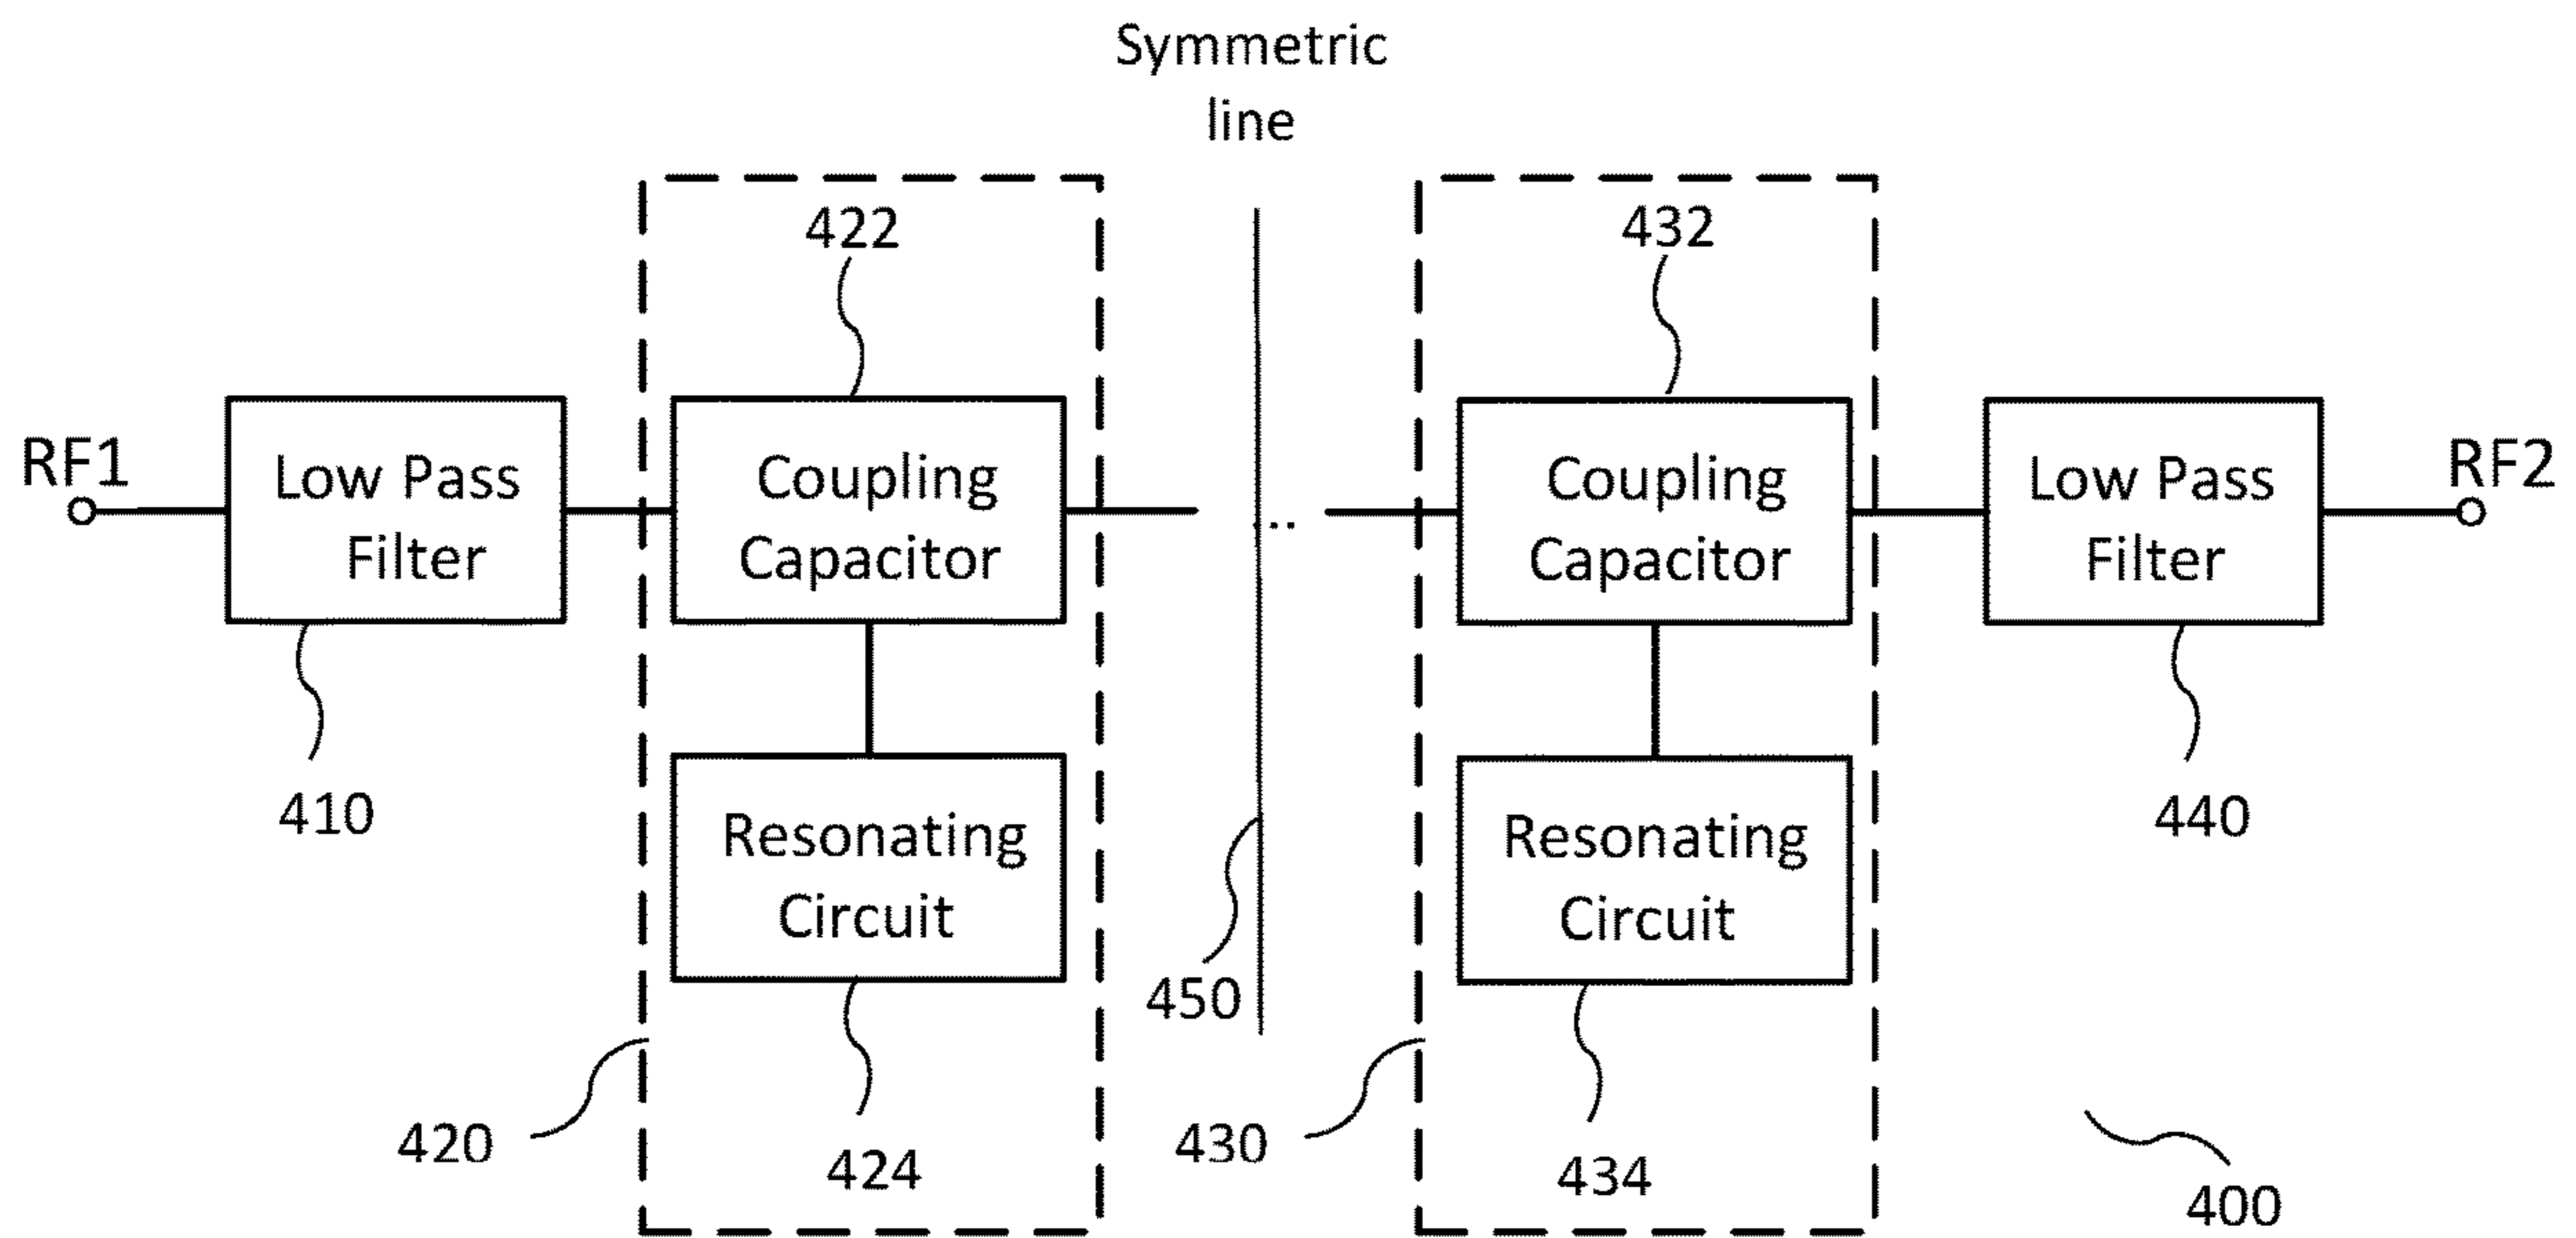 Symmetric
line
422
432
RF1
Low Pass
Filter
Coupling
Capacitor
...
Coupling
Capacitor
Low Pass
Filter
RF2
410
Resonating
Circuit
450
Resonating
Circuit
440
420
424
430
434
400